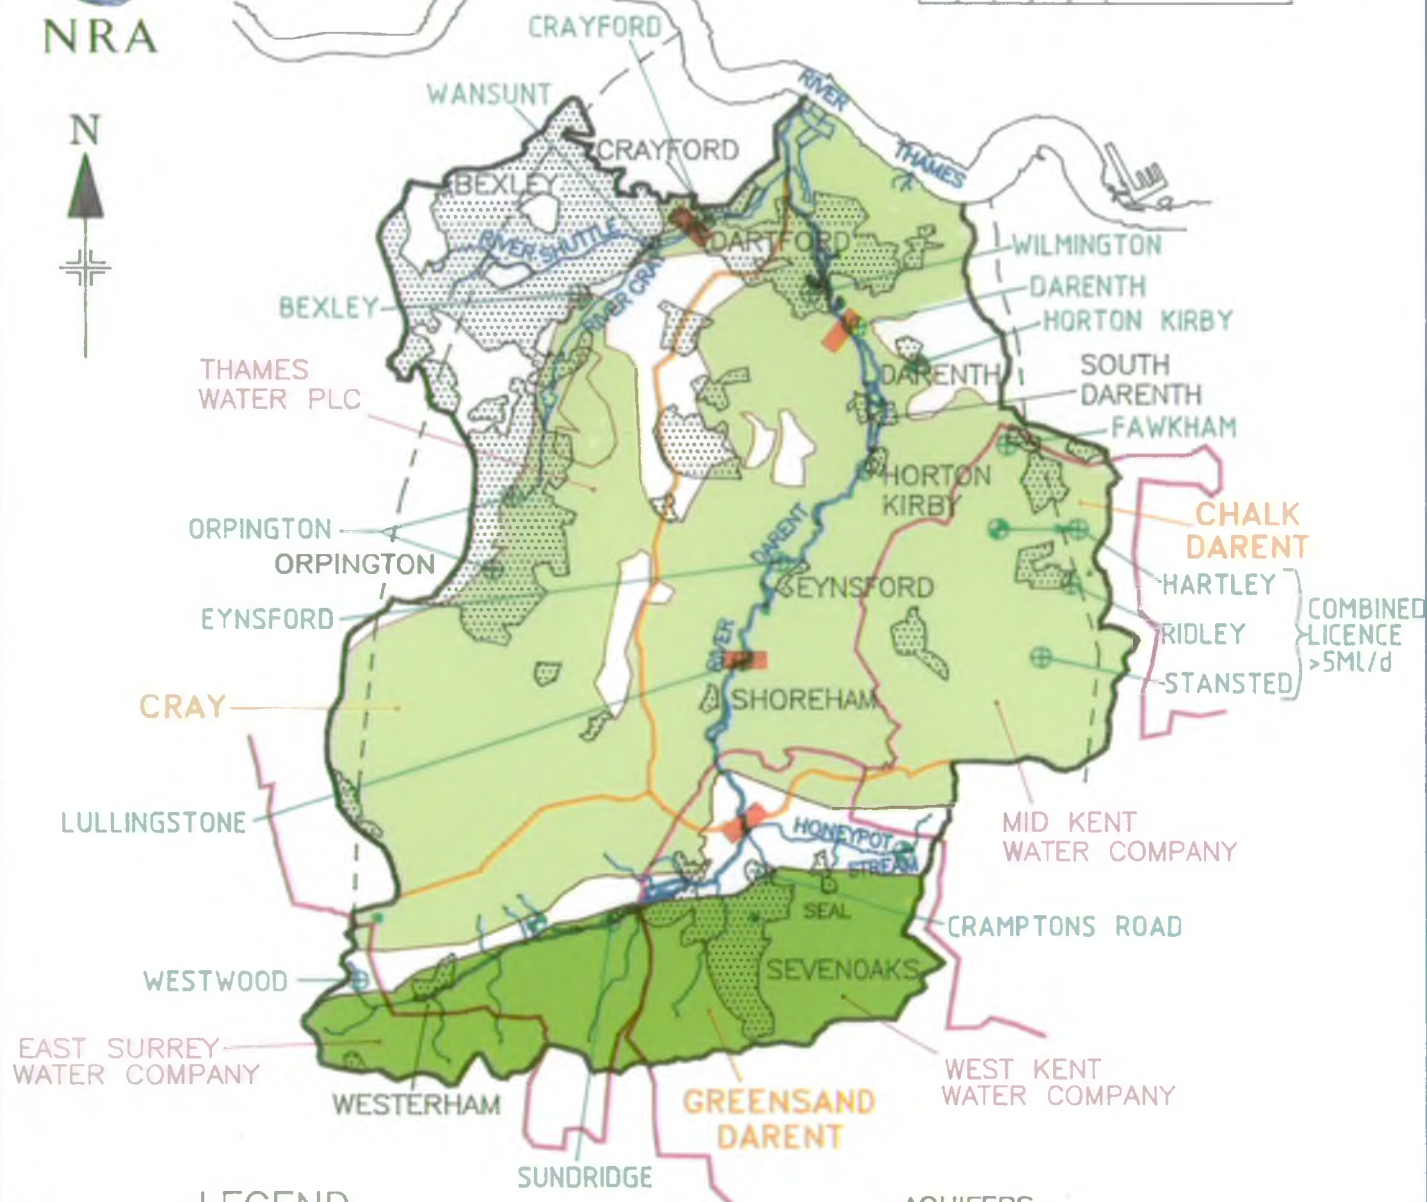 NRA
N
CRAYFORD
RIVER
THAMES
WANSUNT
CRAYFORD
BEXLEY
RIVER SHUTTLE
DARTFORD
WILMINGTON
BEXLEY
RIVER CRAY
DARENTH
HORTON KIRBY
THAMES
WATER PLC
DARENTH
SOUTH
DARENTH
FAWKHAM
HORTON
KIRBY
CHALK
DARENT
ORPINGTON
ORPINGTON
RIVER DARENT
EYNSFORD
EYNSFORD
HARTLEY
RIDLEY
STANSTED
COMBINED
LICENCE
>5Ml/d
CRAY
SHOREHAM
LULLINGSTONE
MID KENT
WATER COMPANY
HONEYPOT
STREAM
SEAL
CRAMPTONS ROAD
WESTWOOD
SEVENOAKS
EAST SURREY
WATER COMPANY
WEST KENT
WATER COMPANY
WESTERHAM
GREENSAND
DARENT
SUNDRIDGE
LEGEND
AQUIFERS